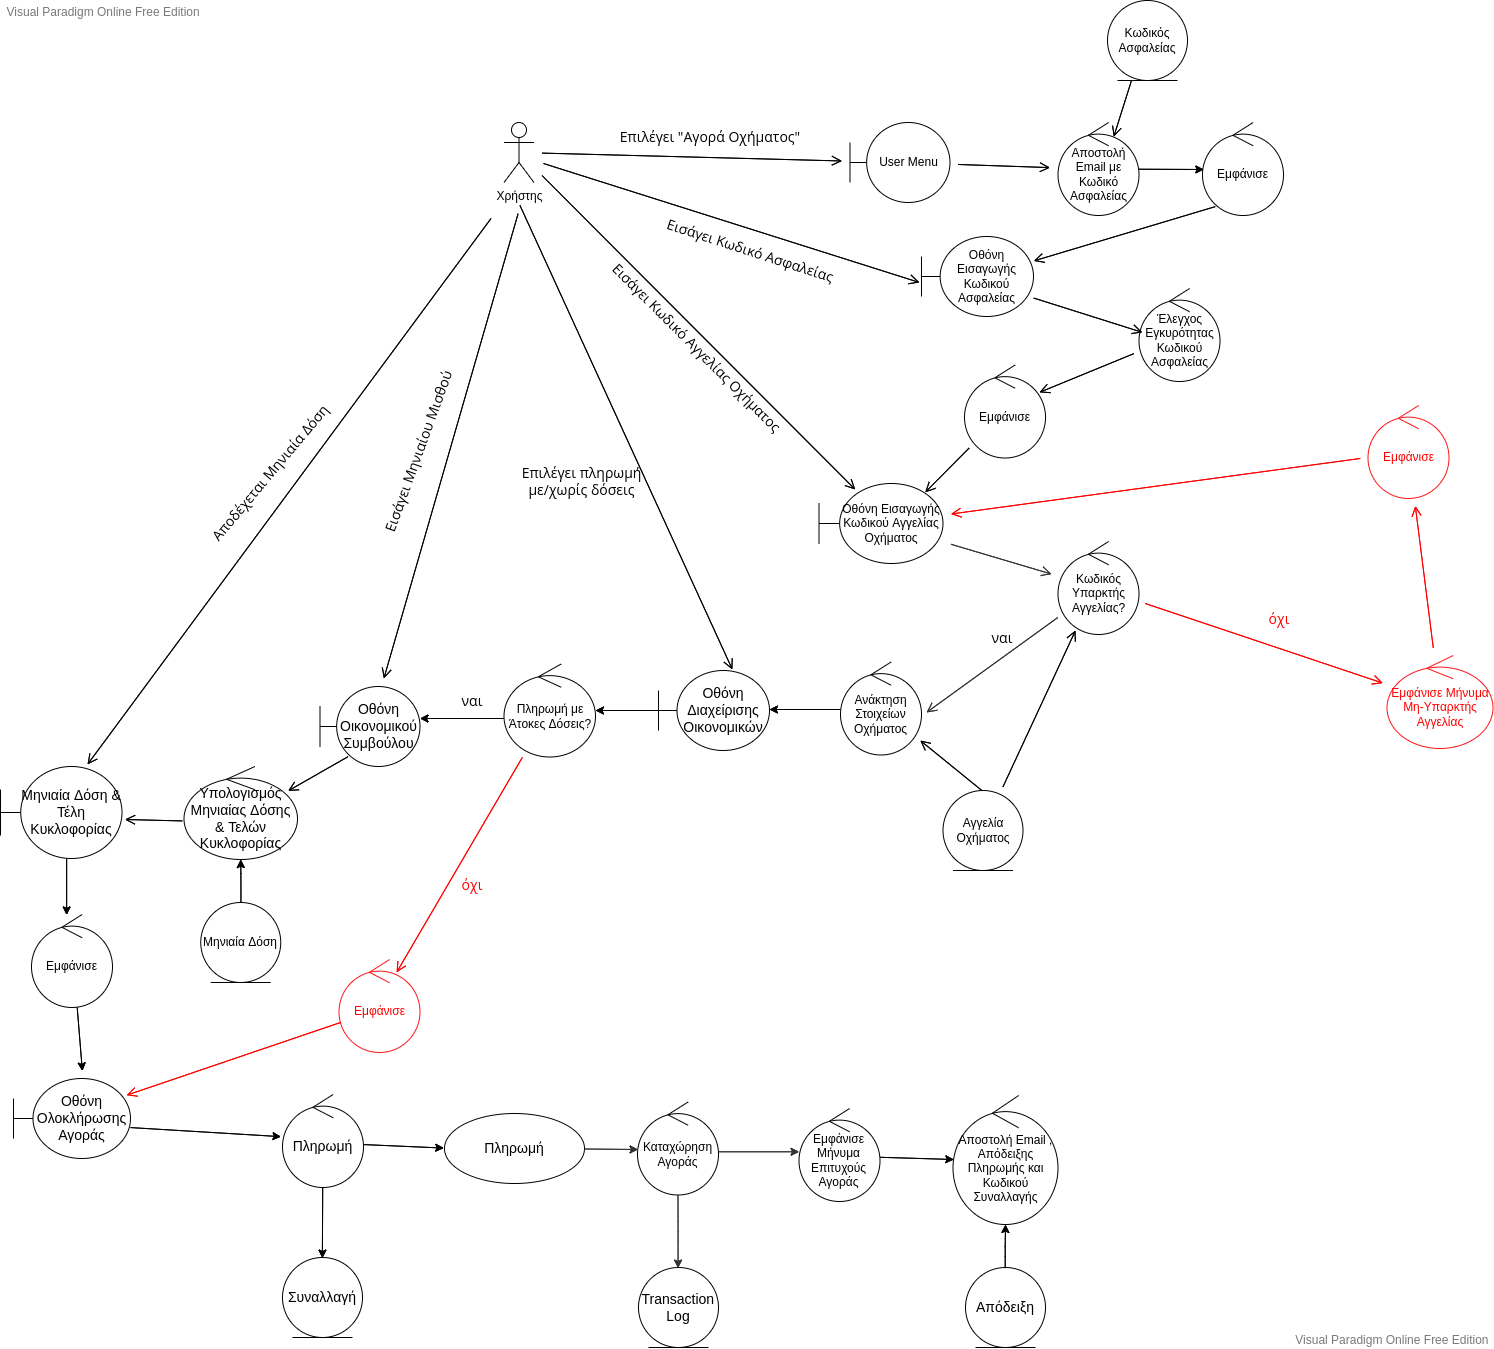 Visual Paradigm Online Free Edition
Κωδικός
Ασφαλείας
Επιλέγει "Αγορά Οχήματος"
User Menu
Αποστολή
Email με
Κωδικό
Ασφαλείας
Εμφάνισε
Χρήστης
Εισάγει Κωδικό Ασφαλείας
Οθόνη
Εισαγωγής
Κωδικού
Ασφαλείας
Εισάγει Κωδικό Αγγελίας Οχήματος
Έλεγχος
Εγκυρότητας
Κωδικού
Ασφαλείας
Εμφάνισε
Εμφάνισε
Αποδέχεται Μηνιαία Δόση
Εισάγει Μηνιαίου Μισθού
Επιλέγει πληρωμή
με/χωρίς δόσεις
Οθόνη Εισαγωγής
Κωδικού Αγγελίας
Οχήματος
Κωδικός
Υπαρκτής
Αγγελίας?
όχι
ναι
Εμφάνισε Μήνυμα
Μη-Υπαρκτής
Αγγελίας
Ανάκτηση
Στοιχείων
Οχήματος
Οθόνη
Διαχείρισης
Οικονομικών
Πληρωμή με
Άτοκες Δόσεις?
ναι
Οθόνη
Οικονομικού
Συμβούλου
Μηνιαία Δόση &
Τέλη
Κυκλοφορίας
Υπολογισμός
Μηνιαίας Δόσης
& Τελών
Κυκλοφορίας
Αγγελία
Οχήματος
όχι
Μηνιαία Δόση
Εμφάνισε
Εμφάνισε
Οθόνη
Ολοκλήρωσης
Αγοράς
Πληρωμή
Πληρωμή
Καταχώρηση
Αγοράς
Εμφάνισε
Μήνυμα
Επιτυχούς
Αγοράς
Αποστολή Email ,
Απόδειξης
Πληρωμής και
Κωδικού
Συναλλαγής
Συναλλαγή
Transaction
Log
Απόδειξη
Visual Paradigm Online Free Edition